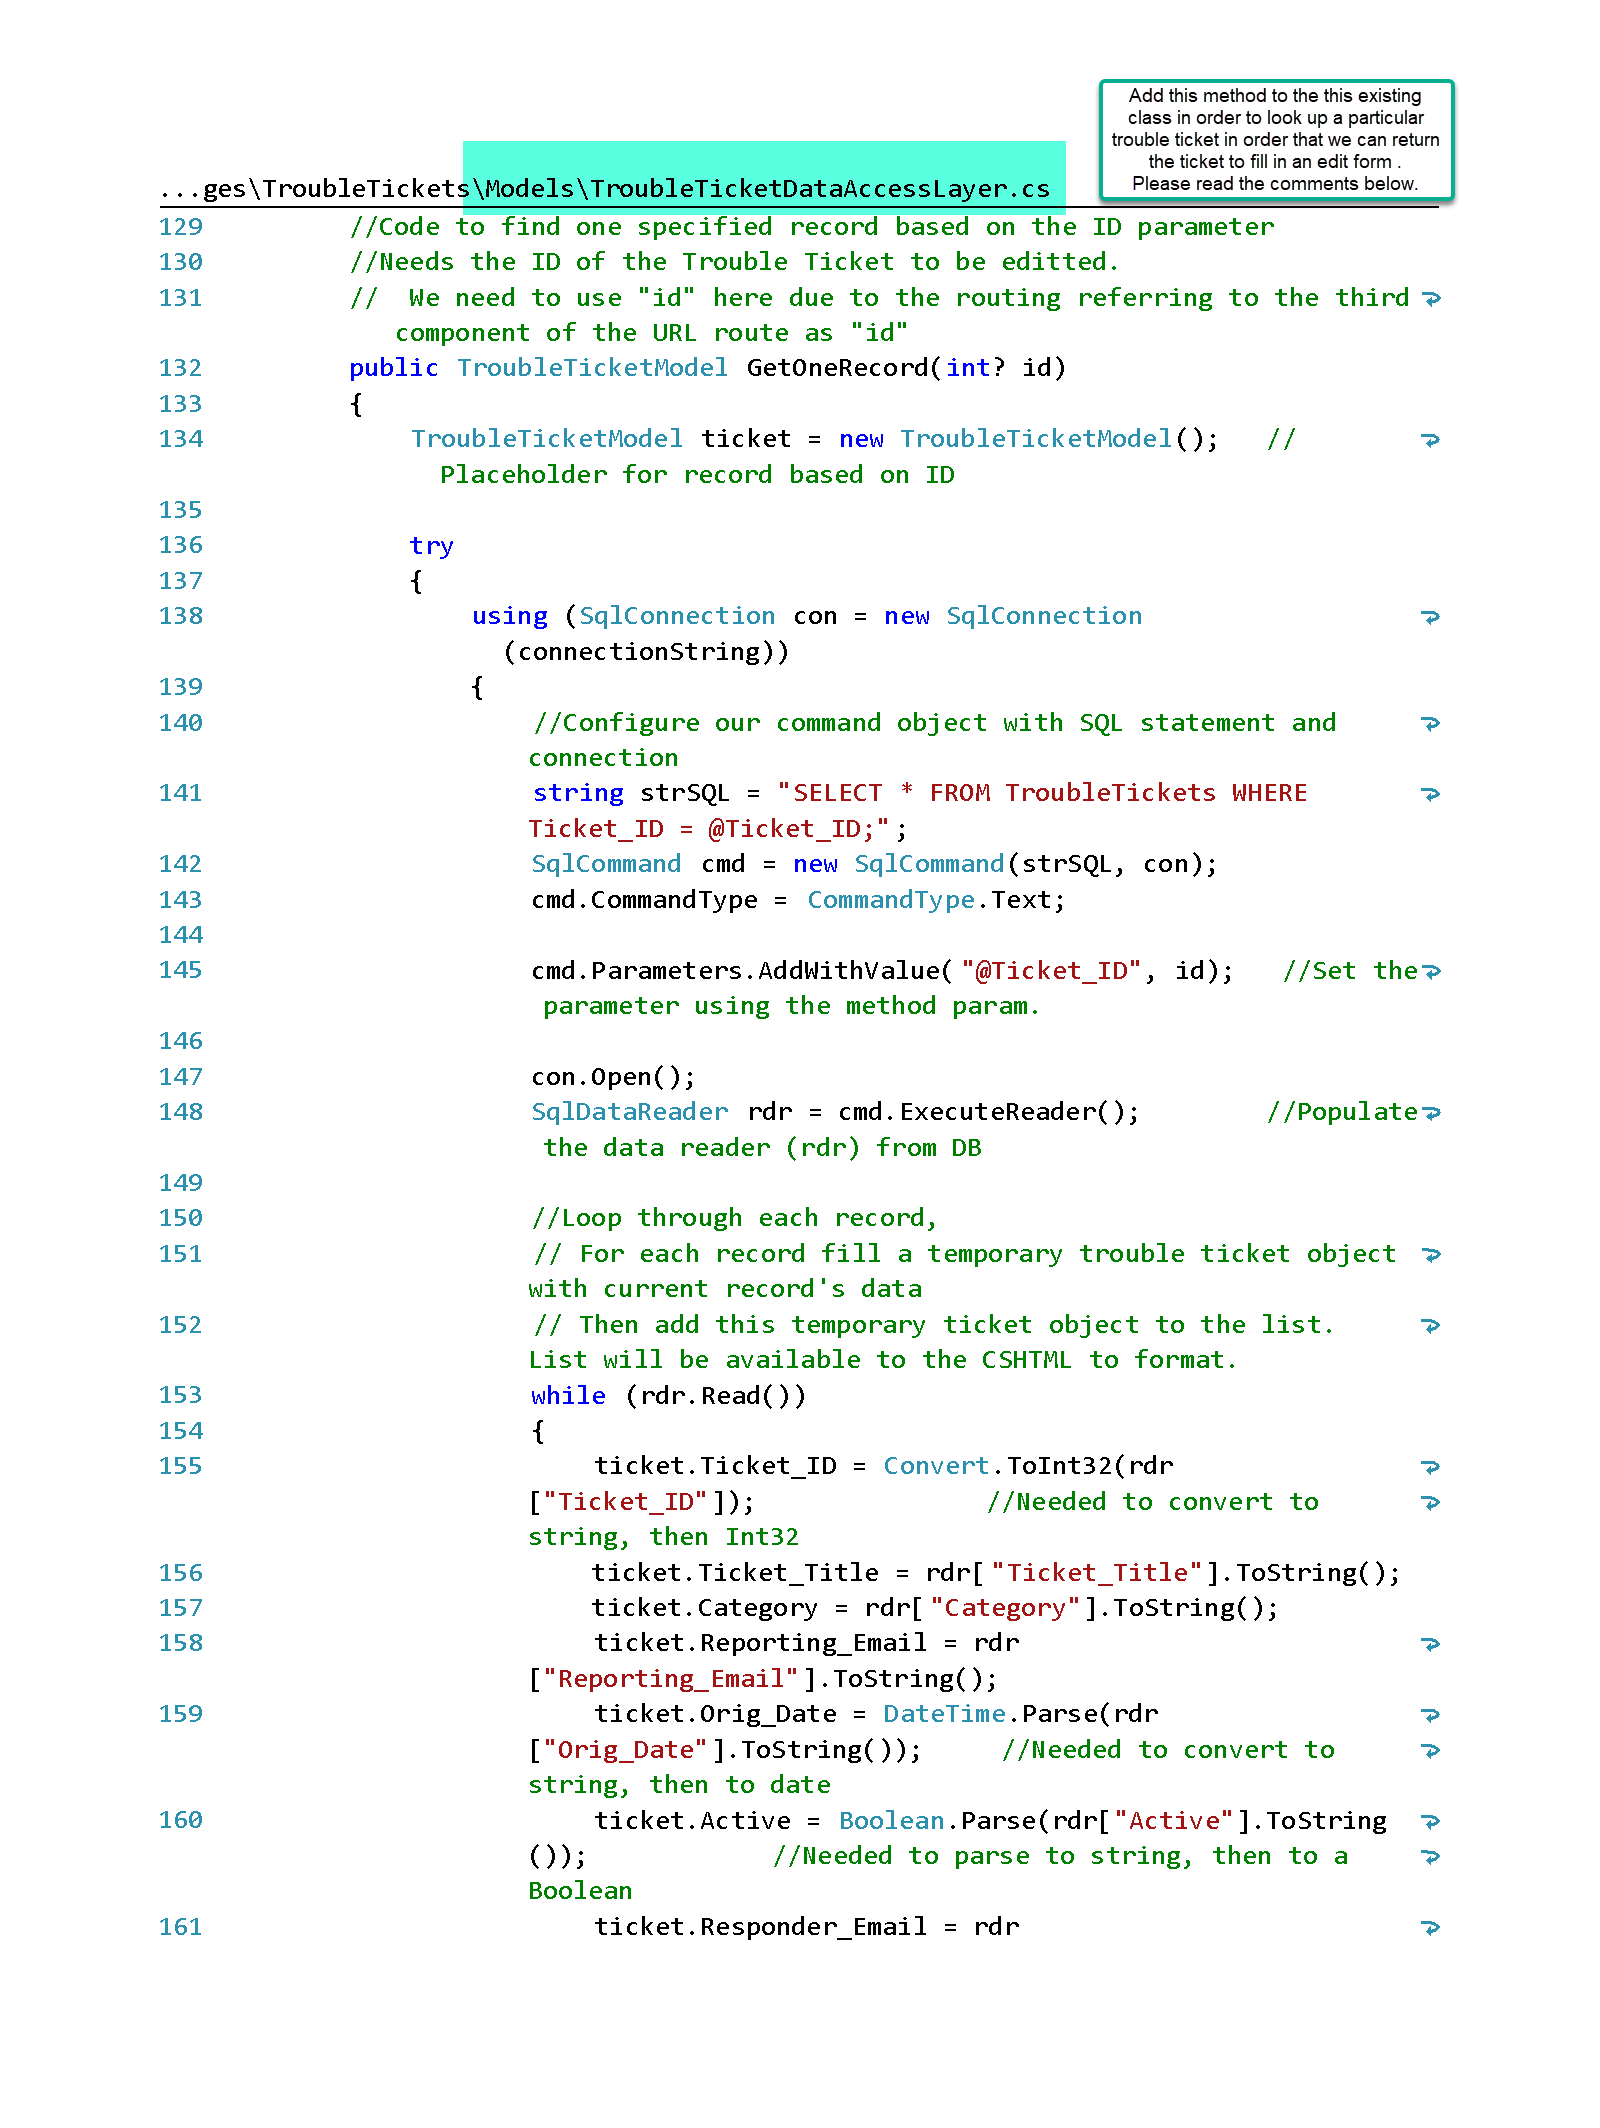 Add this method to the this existing
class in order to look up a particular
trouble ticket in order that we can return
the ticket to fill in an edit form .
Please read the comments below.
...ges\TroubleTickets\Models\TroubleTicketDataAccessLayer.cs
129 //Code to find one specified record based on the ID parameter
130 //Needs the ID of the Trouble Ticket to be editted.
131 //  We need to use "id" here due to the routing referring to the third
component of the URL route as "id"
132 public TroubleTicketModel GetOneRecord(int? id)
133 {
134 TroubleTicketModel ticket = new TroubleTicketModel();   //
Placeholder for record based on ID
135
136 try
137 {
138 using (SqlConnection con = new SqlConnection
(connectionString))
139 {
140 //Configure our command object with SQL statement and
connection
141 string strSQL = "SELECT * FROM TroubleTickets WHERE
Ticket_ID = @Ticket_ID;";
142 SqlCommand cmd = new SqlCommand(strSQL, con);
143 cmd.CommandType = CommandType.Text;
144
145 cmd.Parameters.AddWithValue("@Ticket_ID", id);   //Set the
parameter using the method param.
146
147 con.Open();
148 SqlDataReader rdr = cmd.ExecuteReader();        //Populate
the data reader (rdr) from DB
149
150 //Loop through each record,
151 // For each record fill a temporary trouble ticket object
with current record's data
152 // Then add this temporary ticket object to the list.
List will be available to the CSHTML to format.
153 while (rdr.Read())
154 {
155 ticket.Ticket_ID = Convert.ToInt32(rdr
["Ticket_ID"]);               //Needed to convert to
string, then Int32
156 ticket.Ticket_Title = rdr["Ticket_Title"].ToString();
157 ticket.Category = rdr["Category"].ToString();
158 ticket.Reporting_Email = rdr
["Reporting_Email"].ToString();
159 ticket.Orig_Date = DateTime.Parse(rdr
["Orig_Date"].ToString());     //Needed to convert to
string, then to date
160 ticket.Active = Boolean.Parse(rdr["Active"].ToString
());            //Needed to parse to string, then to a
Boolean
161 ticket.Responder_Email = rdr